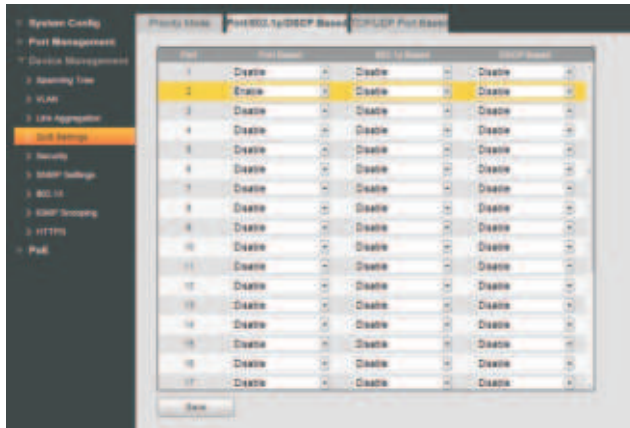 System Config
Port Management
Device Management
Spanning Tree
VLAN
Link Aggregation
QoS Settings
Security
SNMP Settings
802.1X
IGMP Snooping
HTTPS
PoE
Priority Mode Port/802.1p/DSCP Based TCP/UDP Port Based
Port Port Based 802.1p Based DSCP Based
1 Disable Disable Disable
2 Enable Disable Disable
3 Disable Disable Disable
4 Disable Disable Disable
5 Disable Disable Disable
6 Disable Disable Disable
7 Disable Disable Disable
8 Disable Disable Disable
9 Disable Disable Disable
10 Disable Disable Disable
11 Disable Disable Disable
12 Disable Disable Disable
13 Disable Disable Disable
14 Disable Disable Disable
15 Disable Disable Disable
16 Disable Disable Disable
17 Disable Disable Disable
Save